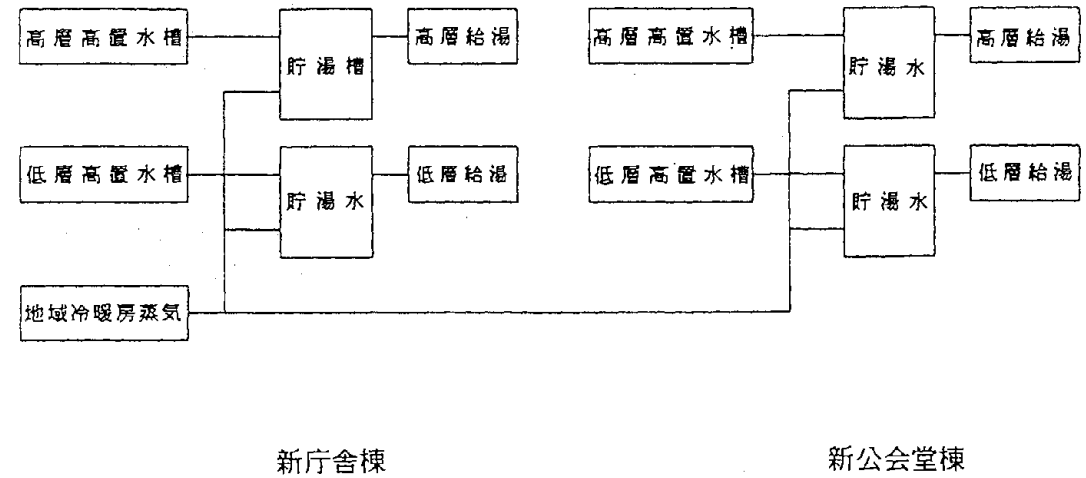 高層高置水槽
貯湯槽
高層給湯
高層高置水槽
貯湯水
高層給湯
低層高置水槽
貯湯水
低層給湯
低層高置水槽
貯湯水
低層給湯
地域冷暖房蒸気
新庁舎棟
新公会堂棟